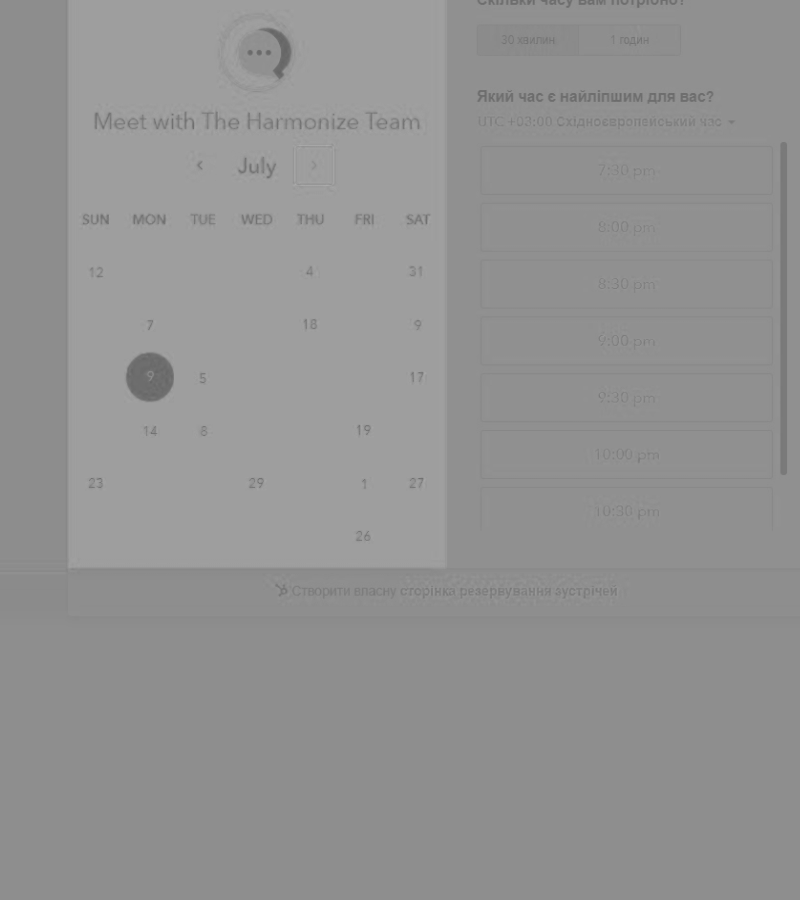 Скільки часу вам потрібно?
30 хвилин 1 годин
Який час є найліпшим для вас?
UTC +03:00 Східноєвропейський час
Meet with The Harmonize Team
July
SUN MON TUE WED THU FRI SAT
12 4 31
7 18 9
9 5 17
14 8 19
23 29 1 27
26
7:30 pm
8:00 pm
8:30 pm
9:00 pm
9:30 pm
10:00 pm
10:30 pm
Створити власну сторінка резервування зустрічей